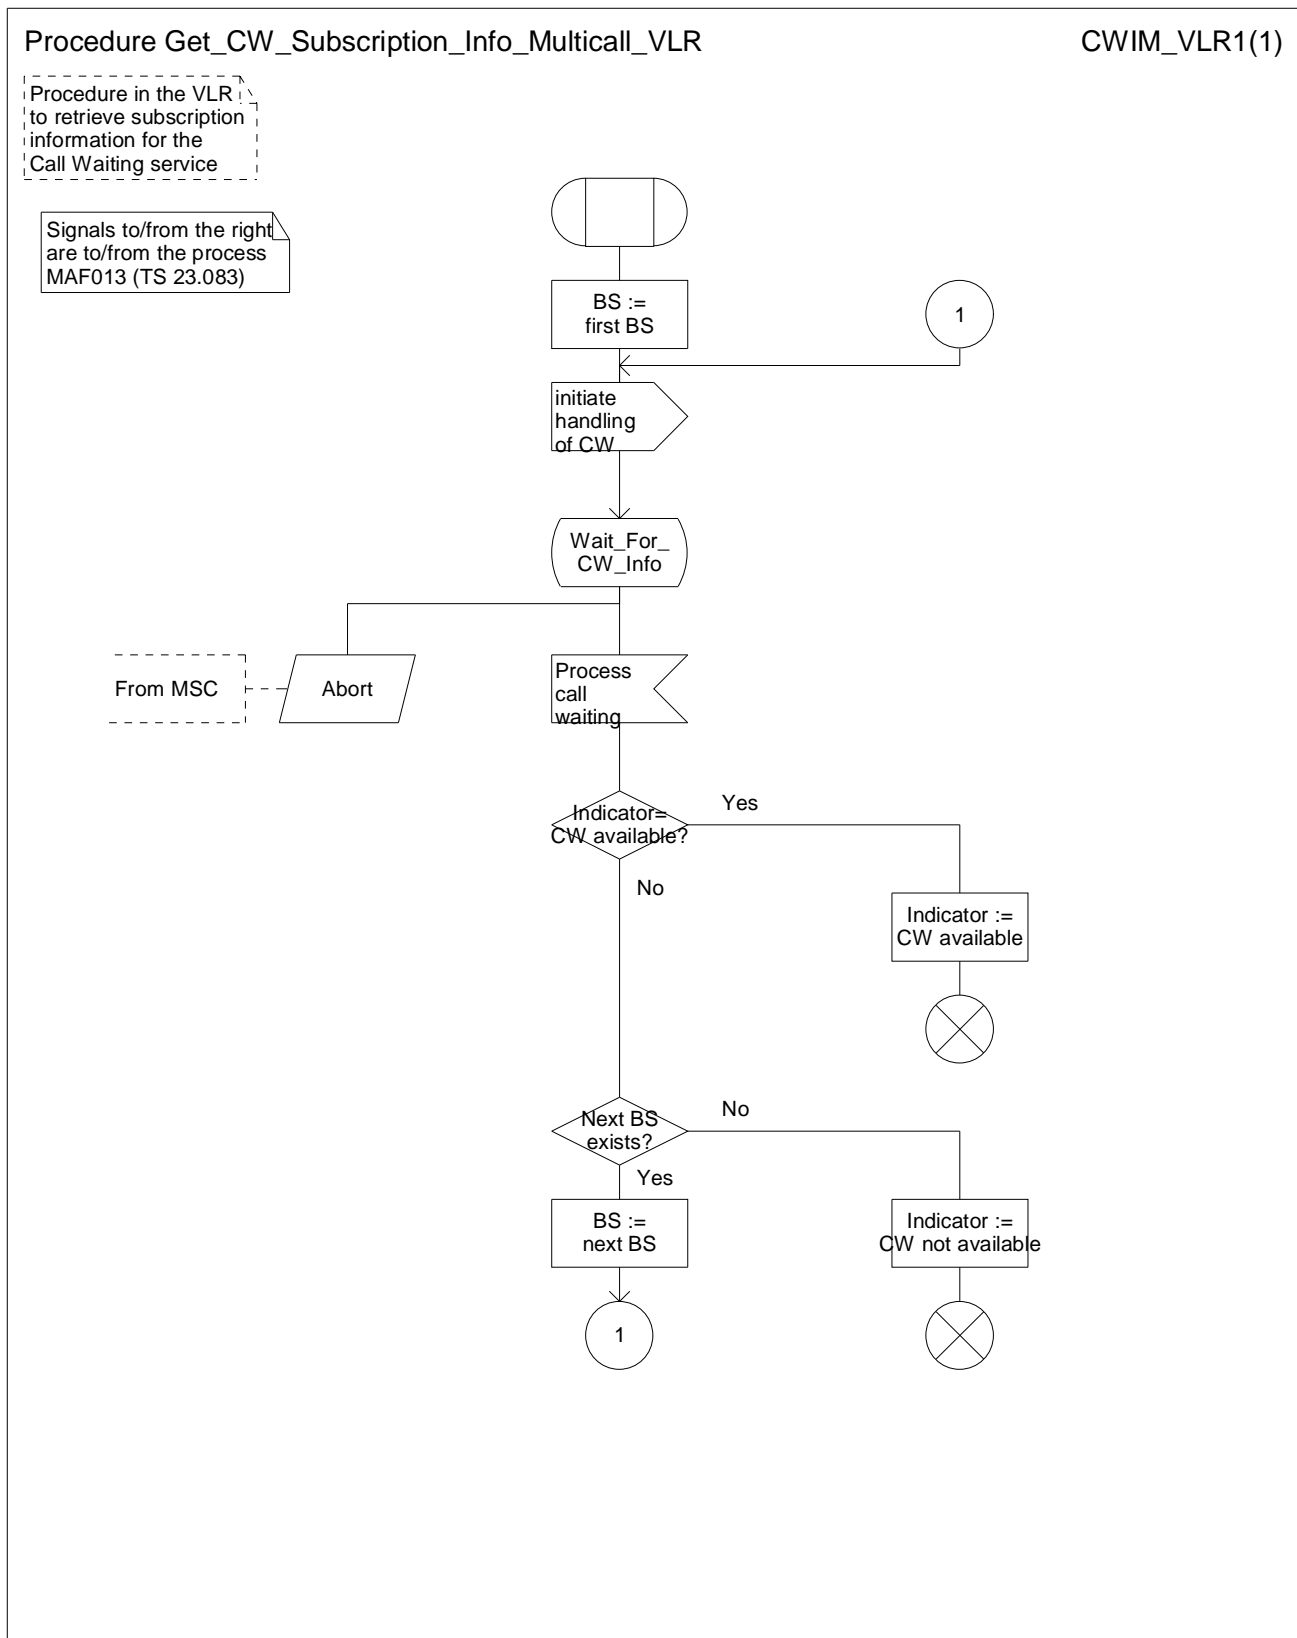 Procedure Get_CW_Subscription_Info_Multicall_VLR
CWIM_VLR1(1)
Procedure in the VLR
to retrieve subscription
information for the
Call Waiting service
Signals to/from the right
are to/from the process
MAF013 (TS 23.083)
BS :=
first BS
1
initiate
handling
of CW
Wait_For_
CW_Info
From MSC
Abort
Process
call
waiting
Indicator=
CW available?
Yes
No
Indicator :=
CW available
Next BS
exists?
No
Yes
BS :=
next BS
Indicator :=
CW not available
1